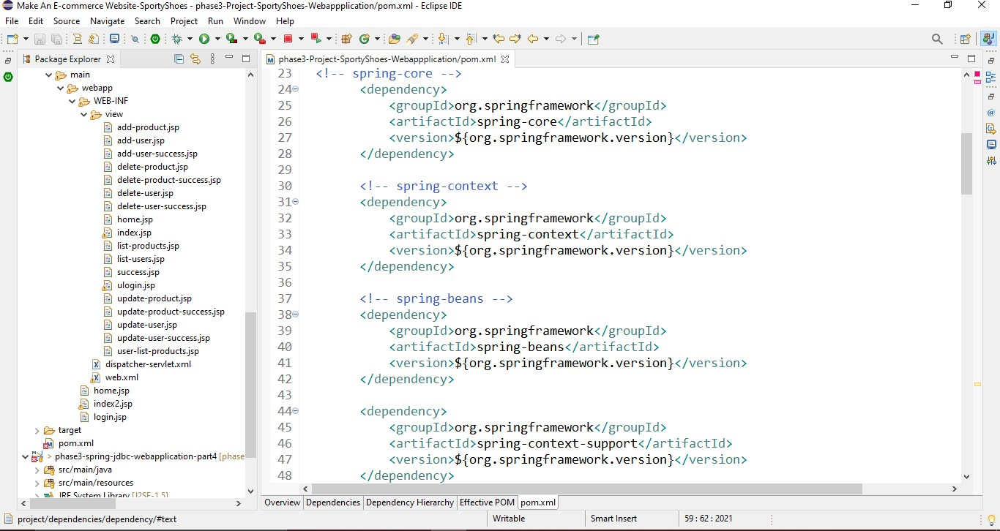 Make An E-commerce Website-SportyShoes - phase3-Project-SportyShoes-Webappplication/pom.xml - Eclipse IDE
File Edit Source Navigate Search Project Run Window Help
Package Explorer
main
webapp
WEB-INF
view
add-product.jsp
add-user.jsp
add-user-success.jsp
delete-product.jsp
delete-product-success.jsp
delete-user.jsp
delete-user-success.jsp
home.jsp
index.jsp
list-products.jsp
list-users.jsp
success.jsp
ulogin.jsp
update-product.jsp
update-product-success.jsp
update-user.jsp
update-user-success.jsp
user-list-products.jsp
dispatcher-servlet.xml
web.xml
home.jsp
index2.jsp
login.jsp
target
pom.xml
> phase3-spring-jdbc-webapplication-part4 [phase
src/main/java
src/main/resources
JRE System Library [J2SE-1.5]
phase3-Project-SportyShoes-Webappplication/pom.xml
23 <!-- spring-core -->
24 <dependency>
25 <groupId>org.springframework</groupId>
26 <artifactId>spring-core</artifactId>
27 <version>${org.springframework.version}</version>
28 </dependency>
29
30 <!-- spring-context -->
31 <dependency>
32 <groupId>org.springframework</groupId>
33 <artifactId>spring-context</artifactId>
34 <version>${org.springframework.version}</version>
35 </dependency>
36
37 <!-- spring-beans -->
38 <dependency>
39 <groupId>org.springframework</groupId>
40 <artifactId>spring-beans</artifactId>
41 <version>${org.springframework.version}</version>
42 </dependency>
43
44 <dependency>
45 <groupId>org.springframework</groupId>
46 <artifactId>spring-context-support</artifactId>
47 <version>${org.springframework.version}</version>
48 </dependency>
Overview Dependencies Dependency Hierarchy Effective POM pom.xml
project/dependencies/dependency/#text Writable Smart Insert 59 : 62 : 2021